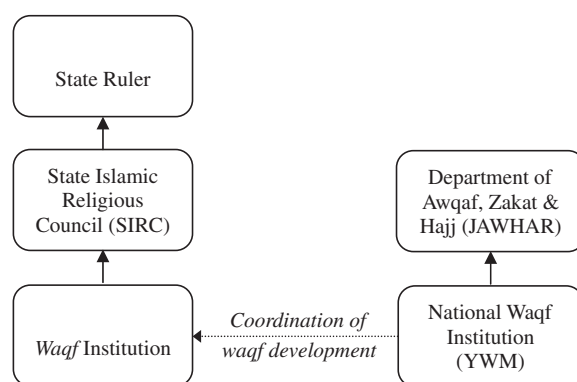 State Ruler
State Islamic
Religious
Council (SIRC)
Department of
Awqaf, Zakat &
Hajj (JAWHAR)
Waqf Institution
Coordination of
waqf development
National Waqf
Institution
(YWM)